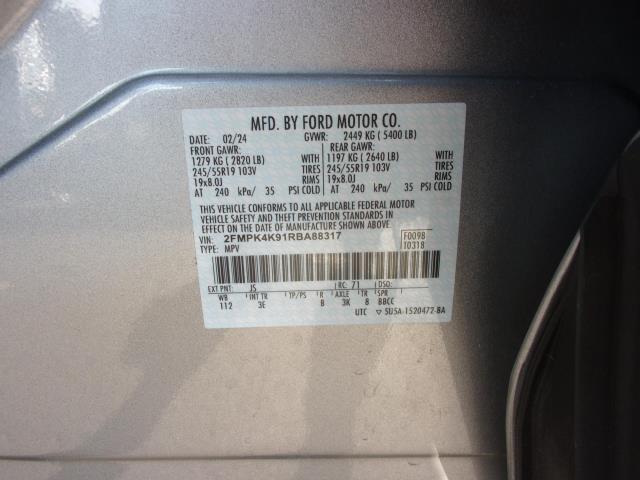 MFD. BY FORD MOTOR CO.
DATE: 02/24 GVWR: 2449 KG ( 5400 LB)
FRONT GAWR: REAR GAWR:
1279 KG ( 2820 LB) WITH 1197 KG ( 2640 LB) WITH
245/55R19 103V TIRES 245/55R19 103V TIRES
19x8.0J RIMS 19x8.0J RIMS
AT 240 kPa/ 35 PSI COLD AT 240 kPa/ 35 PSI COLD
THIS VEHICLE CONFORMS TO ALL APPLICABLE FEDERAL MOTOR
VEHICLE SAFETY AND THEFT PREVENTION STANDARDS IN
EFFECT ON THE DATE OF MANUFACTURE SHOWN ABOVE.
VIN: 2FMPK4K91RBA88317 F0098
TYPE: MPV T0318
EXT PNT: JS RC: 71 DSO:
WB INT TR TP/PS R AXLE TR SPR
112 3E B 3K 8 BBCC
UTC ▽ 5U5A-1520472-BA